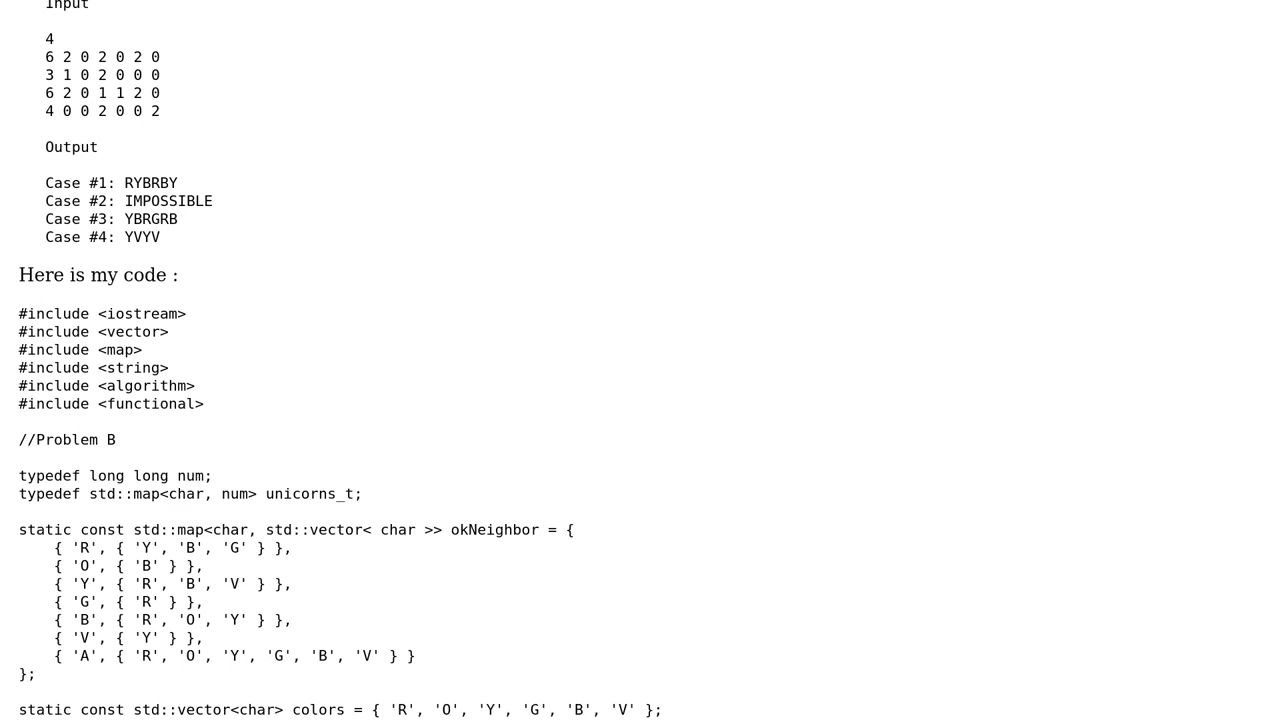 Input
4
6 2 0 2 0 2 0
3 1 0 2 0 0 0
6 2 0 1 1 2 0
4 0 0 2 0 0 2
Output
Case #1: RYBRBY
Case #2: IMPOSSIBLE
Case #3: YBRGRB
Case #4: YVYV
Here is my code :
#include <iostream>
#include <vector>
#include <map>
#include <string>
#include <algorithm>
#include <functional>
//Problem B
typedef long long num;
typedef std::map<char, num> unicorns_t;
static const std::map<char, std::vector< char >> okNeighbor = {
    { 'R', { 'Y', 'B', 'G' } },
    { 'O', { 'B' } },
    { 'Y', { 'R', 'B', 'V' } },
    { 'G', { 'R' } },
    { 'B', { 'R', 'O', 'Y' } },
    { 'V', { 'Y' } },
    { 'A', { 'R', 'O', 'Y', 'G', 'B', 'V' } }
};
static const std::vector<char> colors = { 'R', 'O', 'Y', 'G', 'B', 'V' };